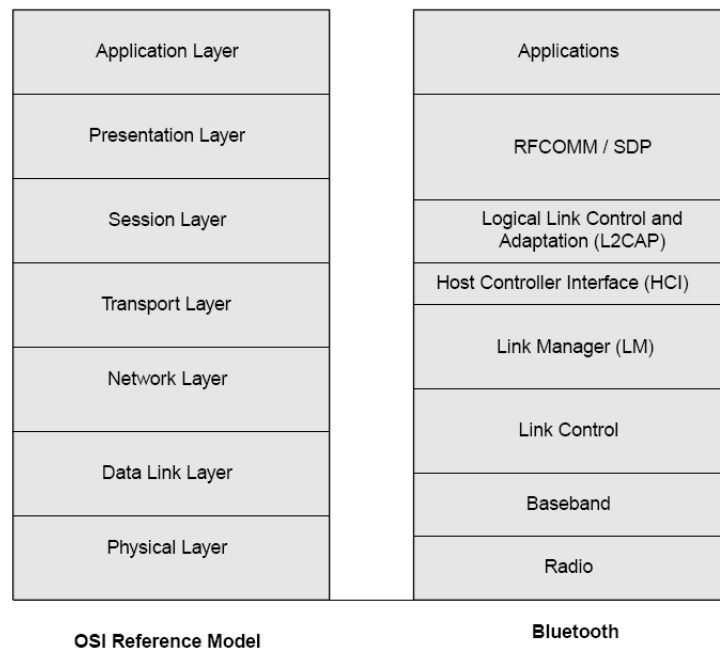 Application Layer
Presentation Layer
Session Layer
Transport Layer
Network Layer
Data Link Layer
Physical Layer
OSI Reference Model
Applications
RFCOMM / SDP
Logical Link Control and
Adaptation (L2CAP)
Host Controller Interface (HCI)
Link Manager (LM)
Link Control
Baseband
Radio
Bluetooth